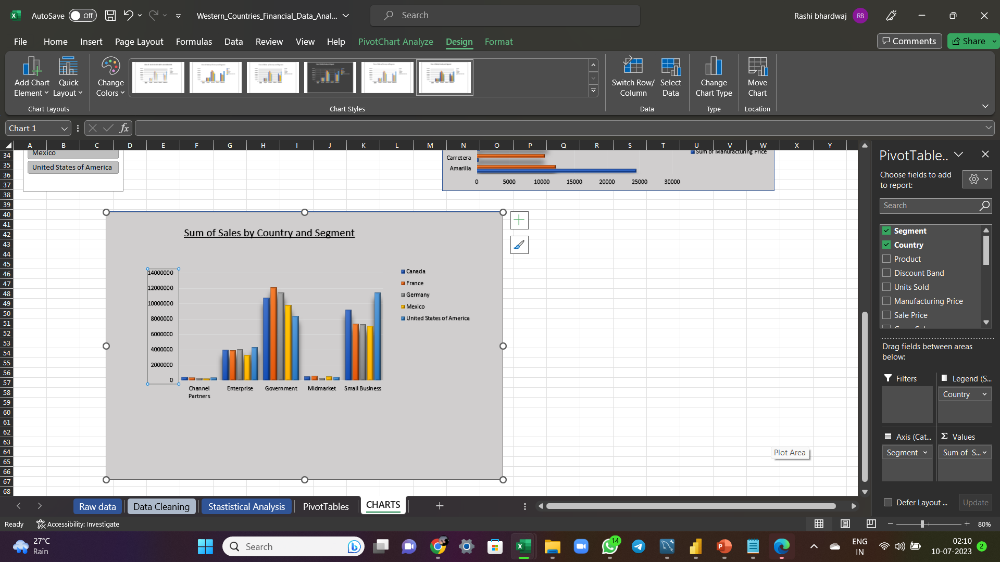 AutoSave Off Western_Countries_Financial_Data_Anal... Search Rashi bhardwaj RB
File Home Insert Page Layout Formulas Data Review View Help PivotChart Analyze Design Format Comments Share
Add Chart Element Quick Layout Change Colors Switch Row/ Column Select Data Change Chart Type Move Chart
Chart Layouts Chart Styles Data Type Location
Chart 1 fx
A B C D E F G H I J K L M N O P Q R S T U V W X Y
34
35
36
37
38
39
40
41
42
43
44
45
46
47
48
49
50
51
52
53
54
55
56
57
58
59
60
61
62
63
64
65
66
67
68
Mexico
United States of America
Sum of Manufacturing Price
Carretera
Amarilla
0 5000 10000 15000 20000 25000 30000
Sum of Sales by Country and Segment
14000000
12000000
10000000
8000000
6000000
4000000
2000000
0
Channel Partners Enterprise Government Midmarket Small Business
Canada
France
Germany
Mexico
United States of America
Plot Area
PivotTable..
Choose fields to add
to report:
Search
Segment
Country
Product
Discount Band
Units Sold
Manufacturing Price
Sale Price
Drag fields between areas
below:
Filters Legend (S...
Country
Axis (Cat... Σ Values
Segment Sum of S...
Defer Layout ... Update
Raw data Data Cleaning Stastistical Analysis PivotTables CHARTS
Ready Accessibility: Investigate 80%
27°C
Rain
Search
14
ENG
IN
02:10
10-07-2023
2